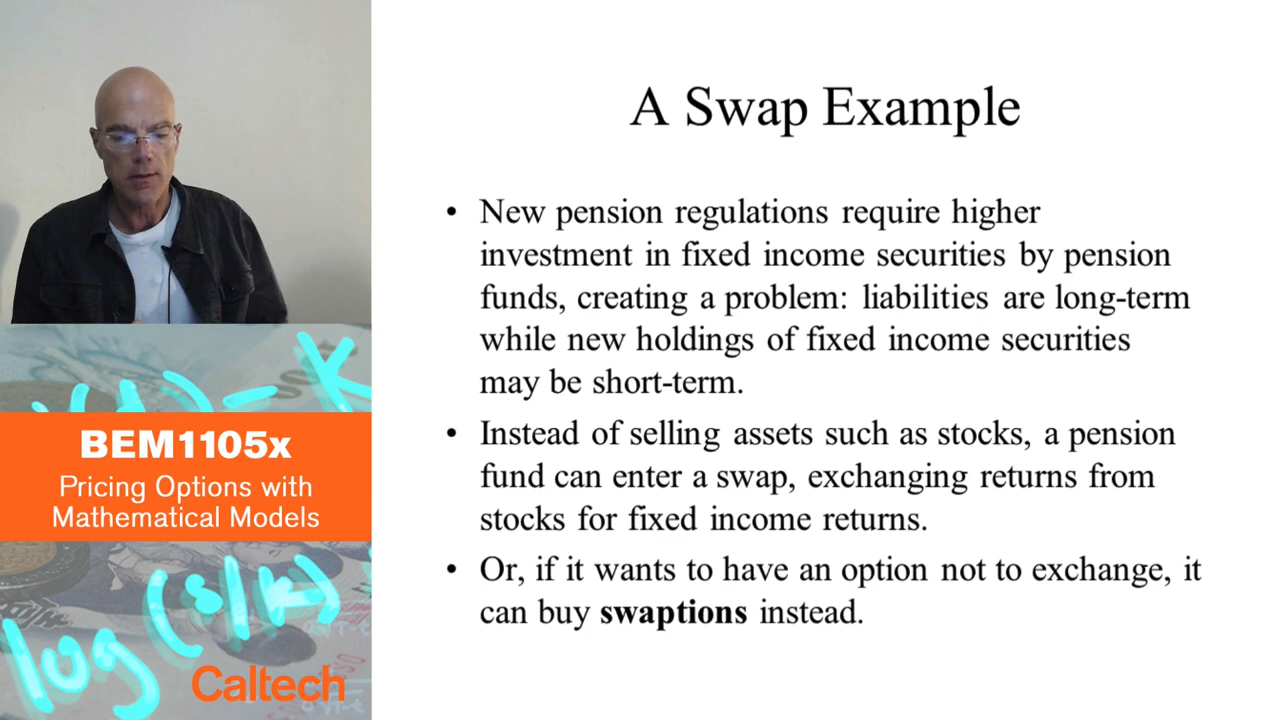 A Swap Example
• New pension regulations require higher
investment in fixed income securities by pension
funds, creating a problem: liabilities are long-term
while new holdings of fixed income securities
may be short-term.
• Instead of selling assets such as stocks, a pension
fund can enter a swap, exchanging returns from
stocks for fixed income returns.
• Or, if it wants to have an option not to exchange, it
can buy swaptions instead.
BEM1105x
Pricing Options with
Mathematical Models
log(s/k)
Caltech